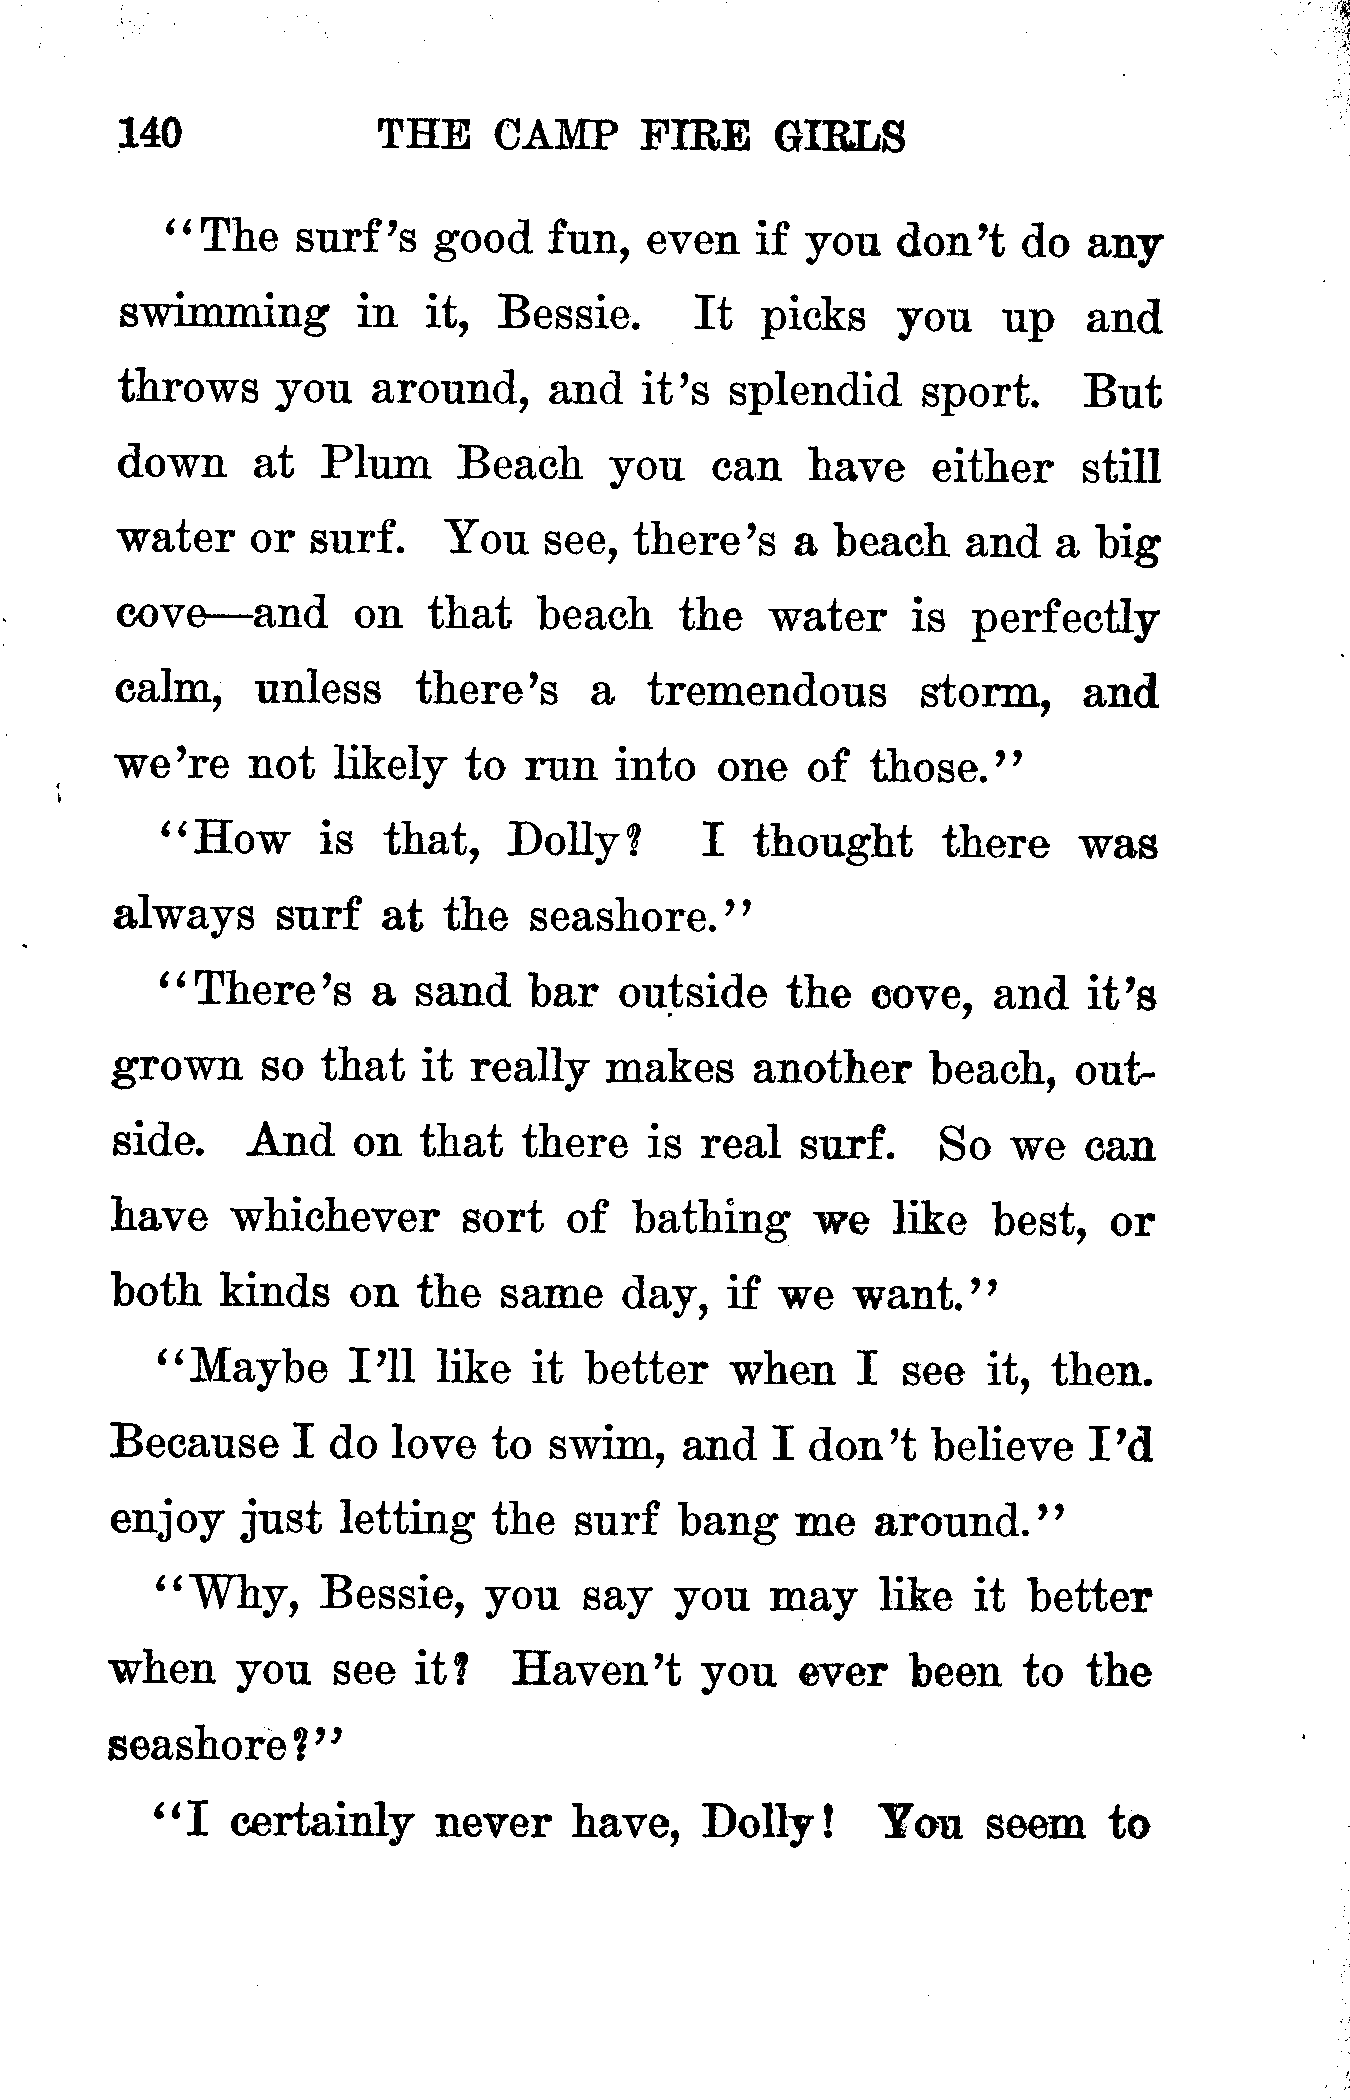 140 THE CAMP FIRE GIRLS
“The surf’s good fun, even if you don’t do any
swimming in it, Bessie. It picks you up and
throws you around, and it’s splendid sport. But
down at Plum Beach you can have either still
water or surf. You see, there’s a beach and a big
cove—and on that beach the water is perfectly
calm, unless there’s a tremendous storm, and
we’re not likely to run into one of those.”
“How is that, Dolly? I thought there was
always surf at the seashore.”
“There’s a sand bar outside the cove, and it’s
grown so that it really makes another beach, out-
side. And on that there is real surf. So we can
have whichever sort of bathing we like best, or
both kinds on the same day, if we want.”
“Maybe I’ll like it better when I see it, then.
Because I do love to swim, and I don’t believe I’d
enjoy just letting the surf bang me around.”
“Why, Bessie, you say you may like it better
when you see it? Haven’t you ever been to the
seashore?”
“I certainly never have, Dolly! You seem to